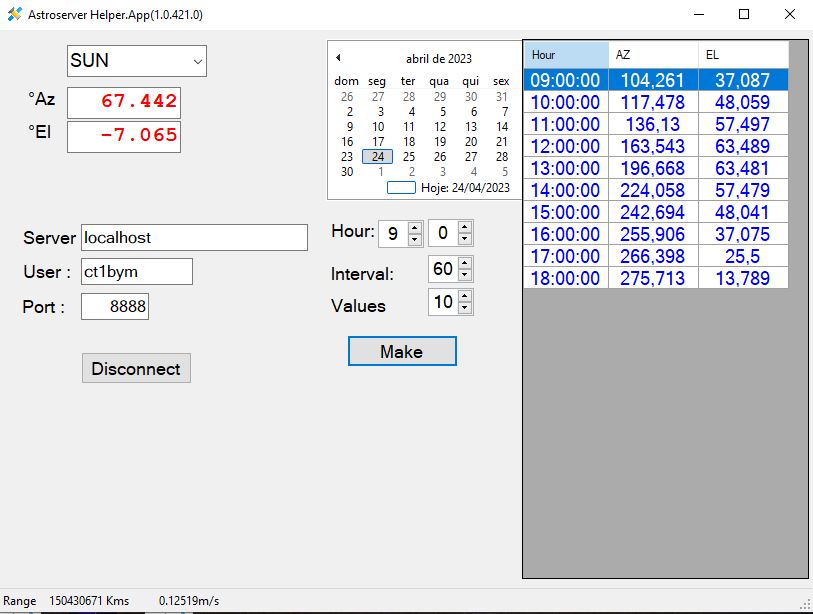 Astroserver Helper.App(1.0.421.0)
SUN
°Az 67.442
°El -7.065
Server localhost
User : ct1bym
Port : 8888
Disconnect
abril de 2023
dom seg ter qua qui sex
26 27 28 29 30 31
2 3 4 5 6 7
9 10 11 12 13 14
16 17 18 19 20 21
23 24 25 26 27 28
30 1 2 3 4 5
Hoje: 24/04/2023
Hour: 9 0
Interval: 60
Values 10
Make
Hour AZ EL
09:00:00 104,261 37,087
10:00:00 117,478 48,059
11:00:00 136,13 57,497
12:00:00 163,543 63,489
13:00:00 196,668 63,481
14:00:00 224,058 57,479
15:00:00 242,694 48,041
16:00:00 255,906 37,075
17:00:00 266,398 25,5
18:00:00 275,713 13,789
Range 150430671 Kms 0.12519m/s